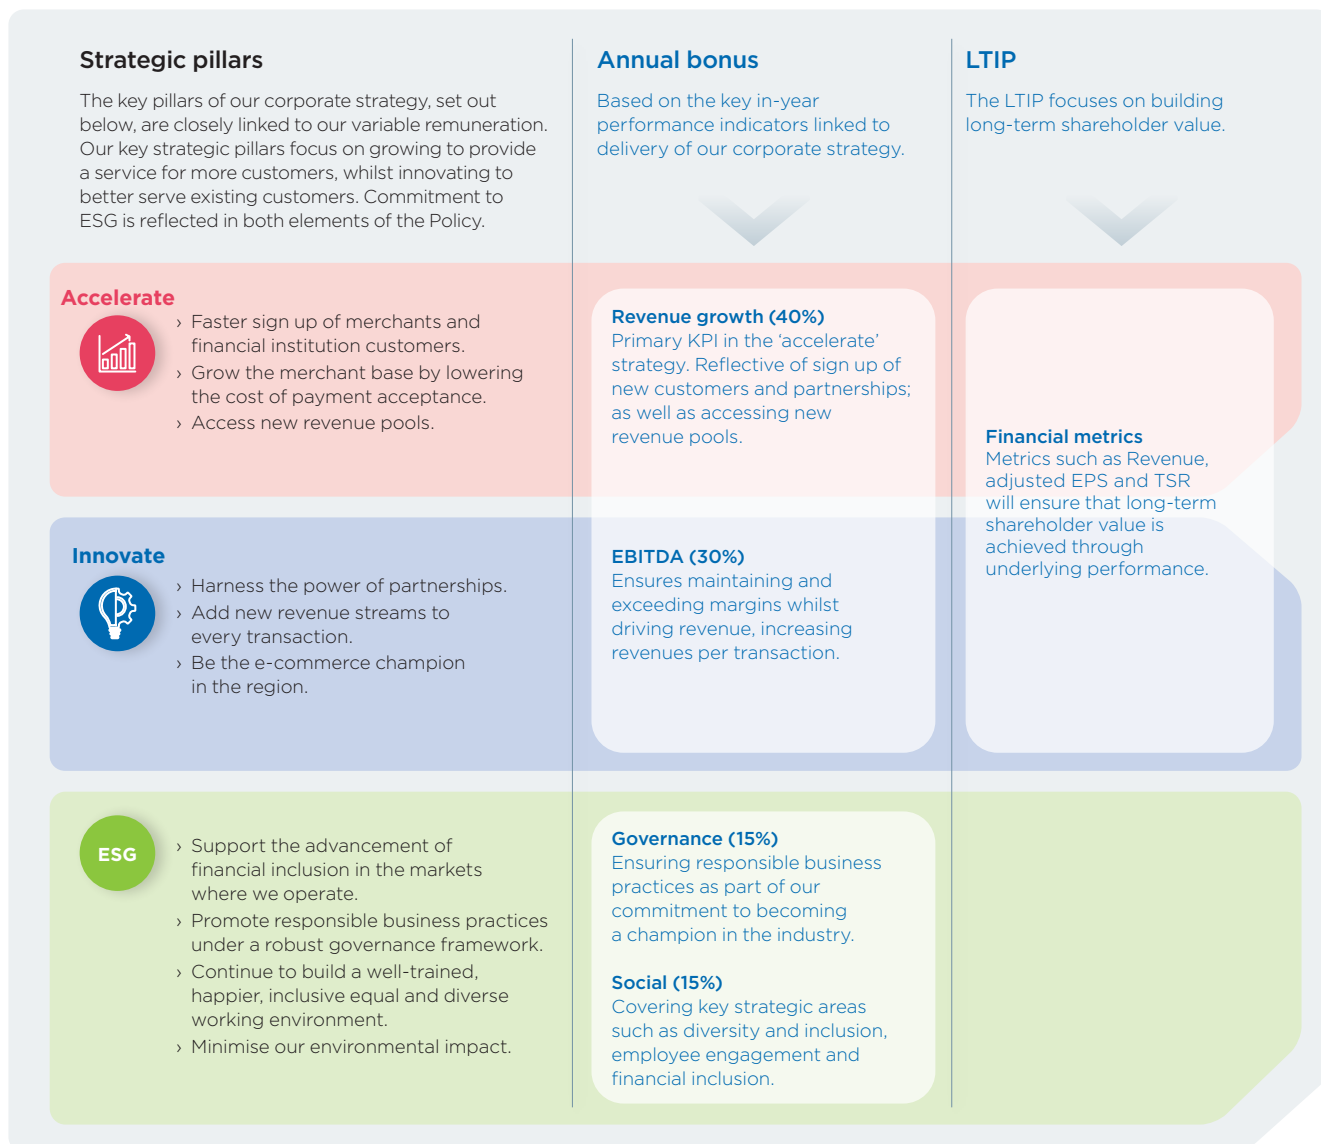 Strategic pillars
The key pillars of our corporate strategy, set out
below, are closely linked to our variable remuneration.
Our key strategic pillars focus on growing to provide
a service for more customers, whilst innovating to
better serve existing customers. Commitment to
ESG is reflected in both elements of the Policy.
Annual bonus
Based on the key in-year
performance indicators linked to
delivery of our corporate strategy.
LTIP
The LTIP focuses on building
long-term shareholder value.
Accelerate
› Faster sign up of merchants and
financial institution customers.
› Grow the merchant base by lowering
the cost of payment acceptance.
› Access new revenue pools.
Revenue growth (40%)
Primary KPI in the ‘accelerate’
strategy. Reflective of sign up of
new customers and partnerships;
as well as accessing new
revenue pools.
Financial metrics
Metrics such as Revenue,
adjusted EPS and TSR
will ensure that long-term
shareholder value is
achieved through
underlying performance.
Innovate
› Harness the power of partnerships.
› Add new revenue streams to
every transaction.
› Be the e-commerce champion
in the region.
EBITDA (30%)
Ensures maintaining and
exceeding margins whilst
driving revenue, increasing
revenues per transaction.
ESG
› Support the advancement of
financial inclusion in the markets
where we operate.
› Promote responsible business practices
under a robust governance framework.
› Continue to build a well-trained,
happier, inclusive equal and diverse
working environment.
› Minimise our environmental impact.
Governance (15%)
Ensuring responsible business
practices as part of our
commitment to becoming
a champion in the industry.
Social (15%)
Covering key strategic areas
such as diversity and inclusion,
employee engagement and
financial inclusion.